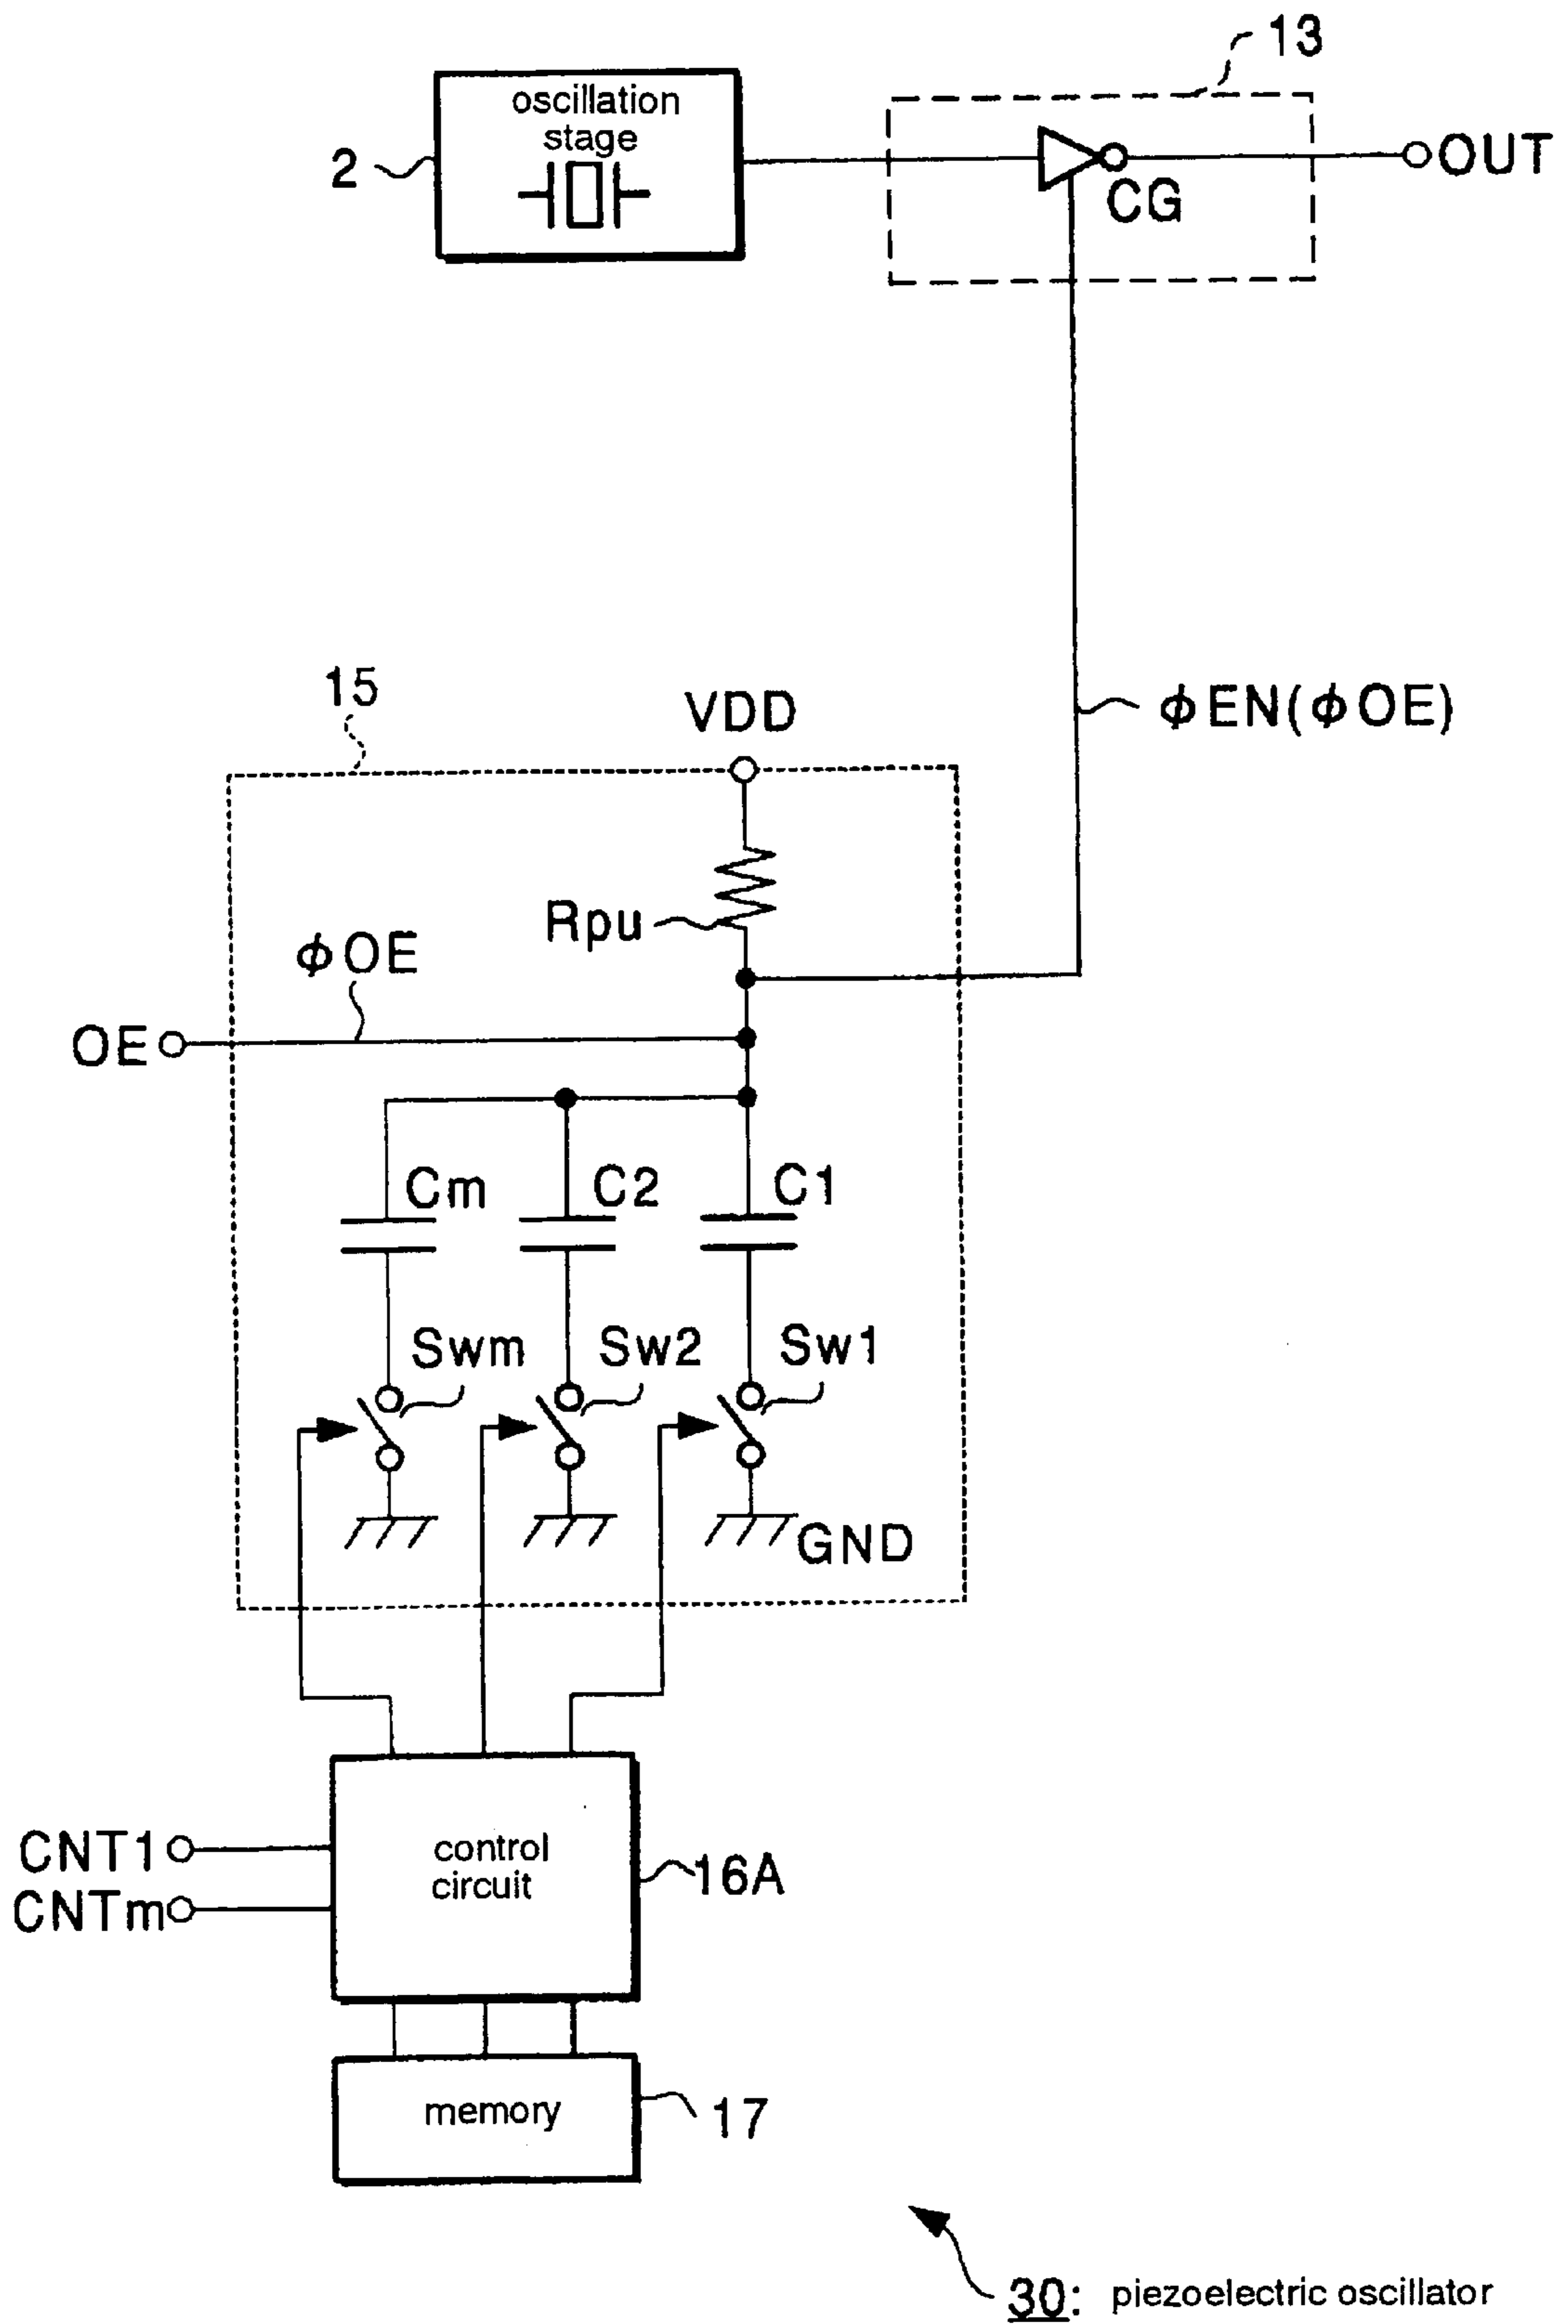 13
oscillation
stage
2
OUT
CG
15
VDD
ϕEN(ϕOE)
Rpu
ϕOE
OE
Cm
C2
C1
Swm
Sw2
Sw1
GND
control
circuit
CNT1
16A
CNTm
memory
17
30: piezoelectric oscillator